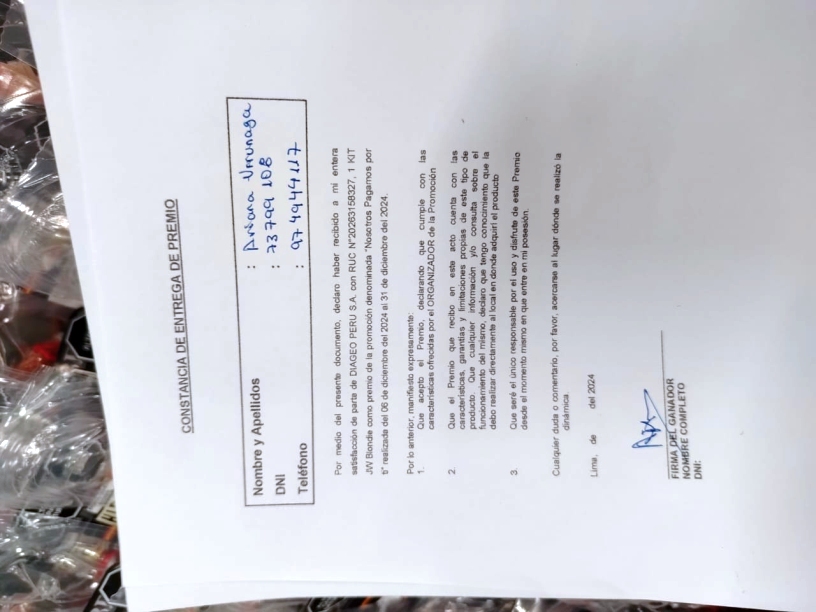 CONSTANCIA DE ENTREGA DE PREMIO
Nombre y Apellidos : Ariana Urrunaga
DNI : 73799108
Teléfono : 974944117
Por medio del presente documento, declaro haber recibido a mi entera
satisfacción de parte de DIAGEO PERU S.A. con RUC N°20263158327, 1 KIT
JW Blondie como premio de la promoción denominada "Nosotros Pagamos por
ti" realizada del 06 de diciembre del 2024 al 31 de diciembre del 2024.
Por lo anterior, manifiesto expresamente:
1. Que acepto el Premio, declarando que cumple con las
características ofrecidas por el ORGANIZADOR de la Promoción
2. Que el Premio que recibo en este acto cuenta con las
características, garantías y limitaciones propias de este tipo de
producto. Que cualquier información y/o consulta sobre el
funcionamiento del mismo, declaro que tengo conocimiento que la
debo realizar directamente al local en donde adquirí el producto
3. Que seré el único responsable por el uso y disfrute de este Premio
desde el momento mismo en que entre en mi posesión.
Cualquier duda o comentario, por favor, acercarse al lugar dónde se realizó la
dinámica.
Lima, de del 2024
FIRMA DEL GANADOR
NOMBRE COMPLETO
DNI: